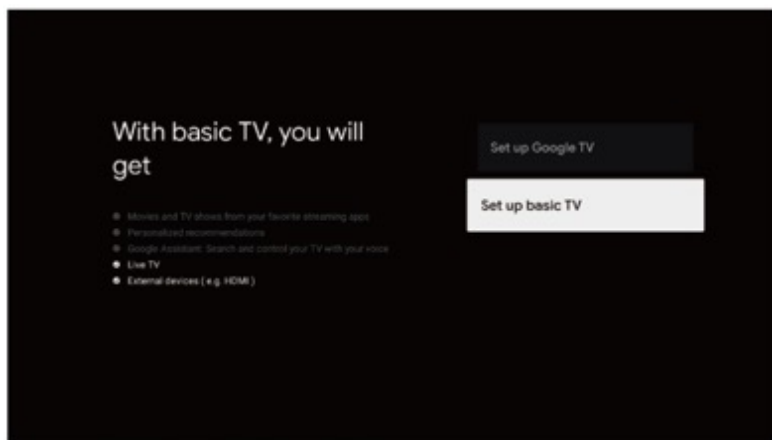 With basic TV, you will
get
Movies and TV shows from your favorite streaming apps
Personalized recommendations
Google Assistant: Search and control your TV with your voice
Live TV
External devices ( e.g. HDMI )
Set up Google TV
Set up basic TV